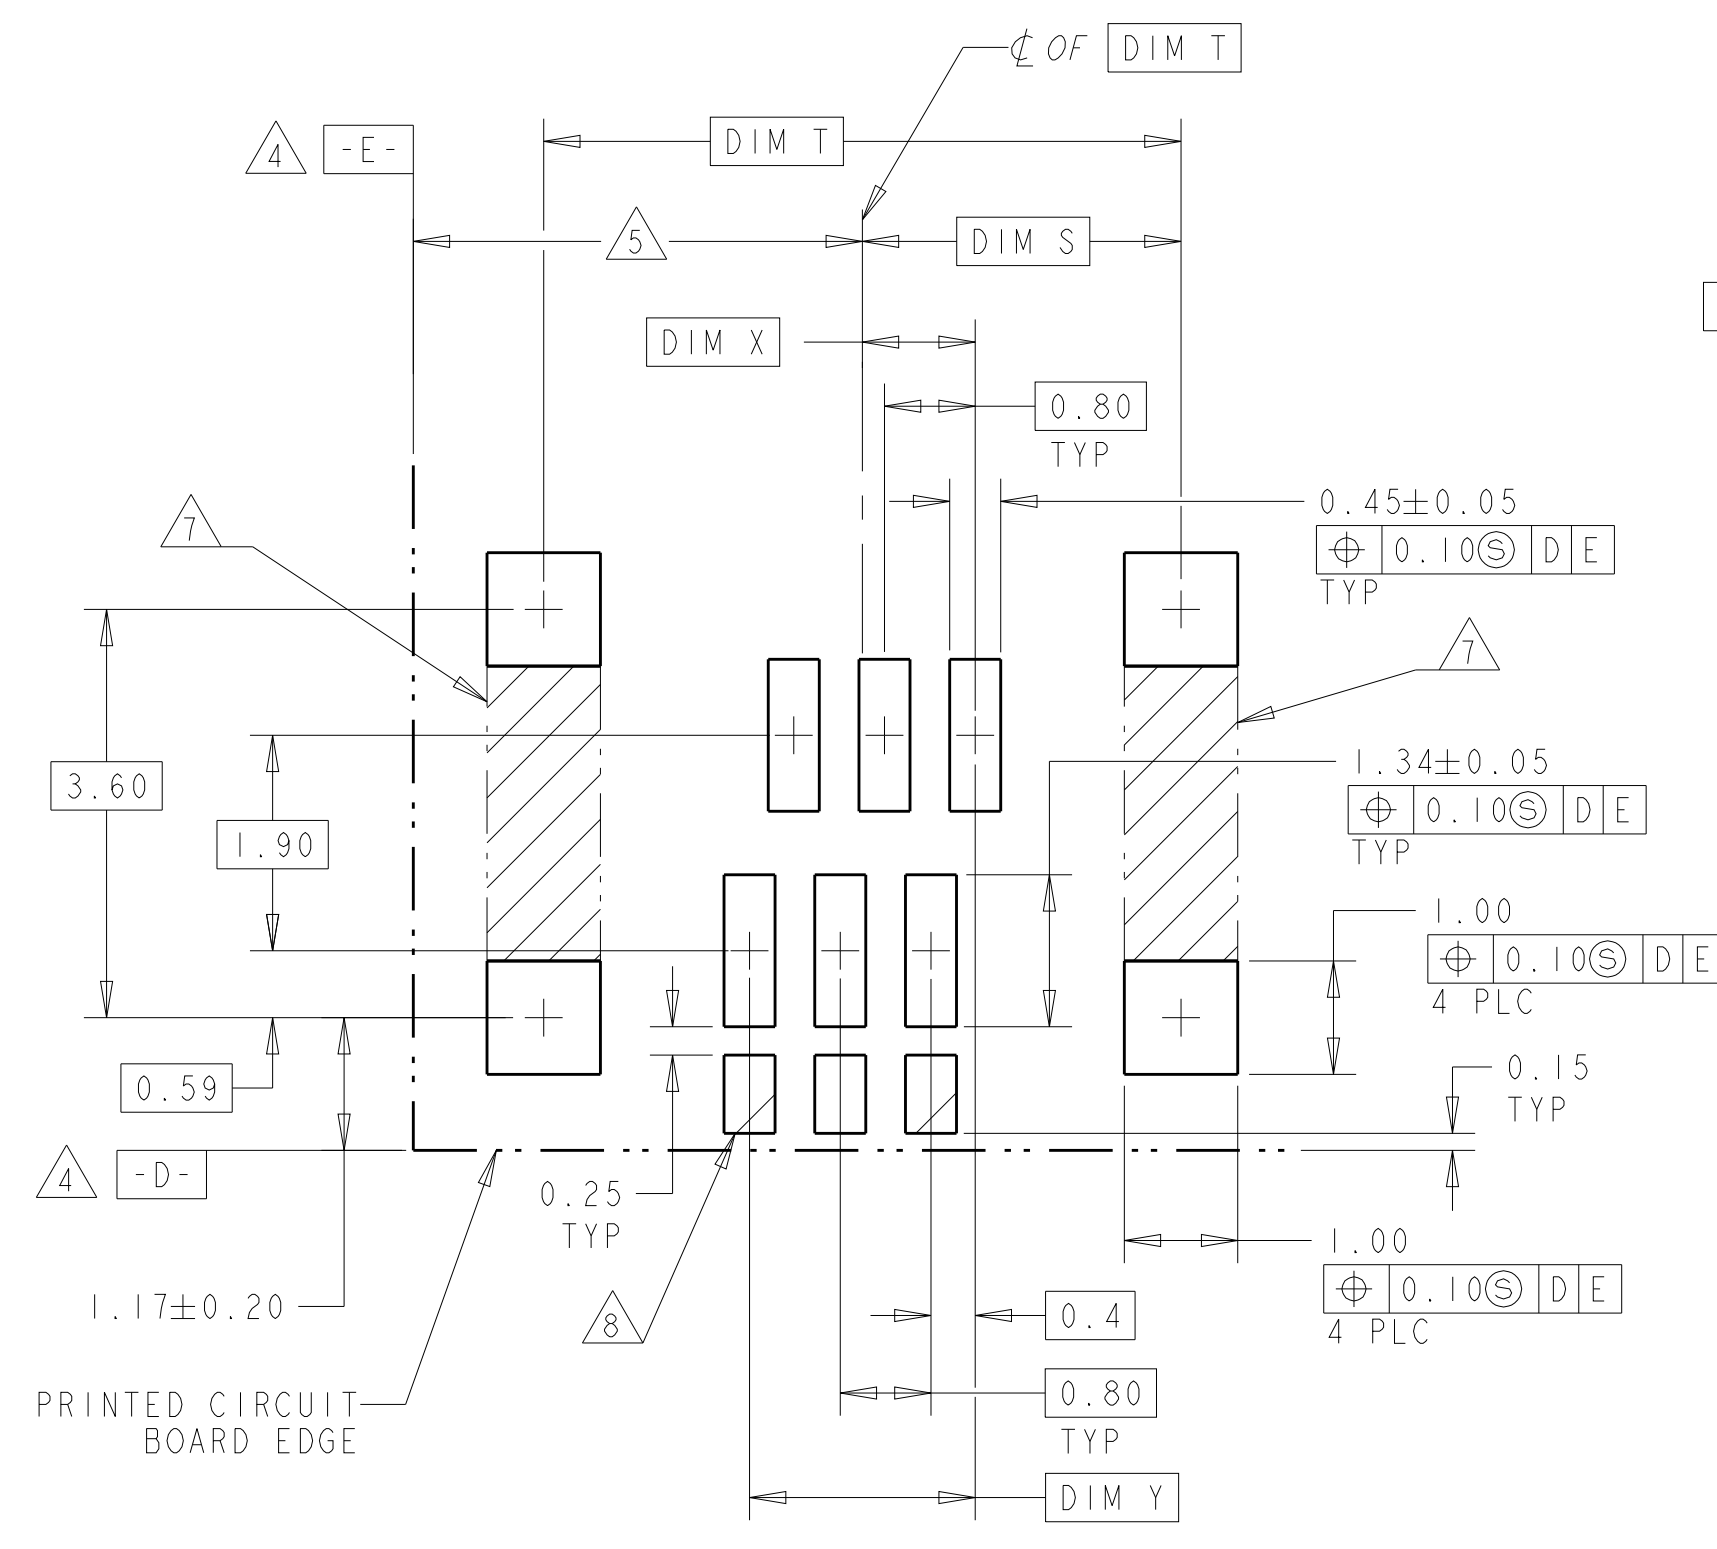 ℄ OF DIM T
4 -E-
DIM T
5
DIM S
DIM X
0.80
TYP
0.45±0.05
⌖ 0.10Ⓢ D E
TYP
7
7
3.60
1.90
1.34±0.05
⌖ 0.10Ⓢ D E
TYP
1.00
⌖ 0.10Ⓢ D E
4 PLC
0.59
0.15
TYP
4 -D-
0.25
TYP
1.00
⌖ 0.10Ⓢ D E
4 PLC
1.17±0.20
8
0.4
PRINTED CIRCUIT
BOARD EDGE
0.80
TYP
DIM Y